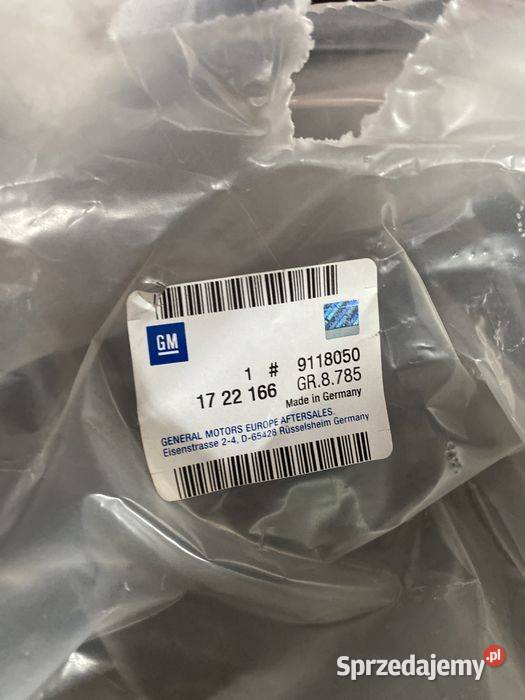 GM
1 # 9118050
17 22 166 GR.8.785
Made in Germany
GENERAL MOTORS EUROPE AFTERSALES
Eisenstrasse 2-4, D-65428 Rüsselsheim Germany
Sprzedajemy.pl